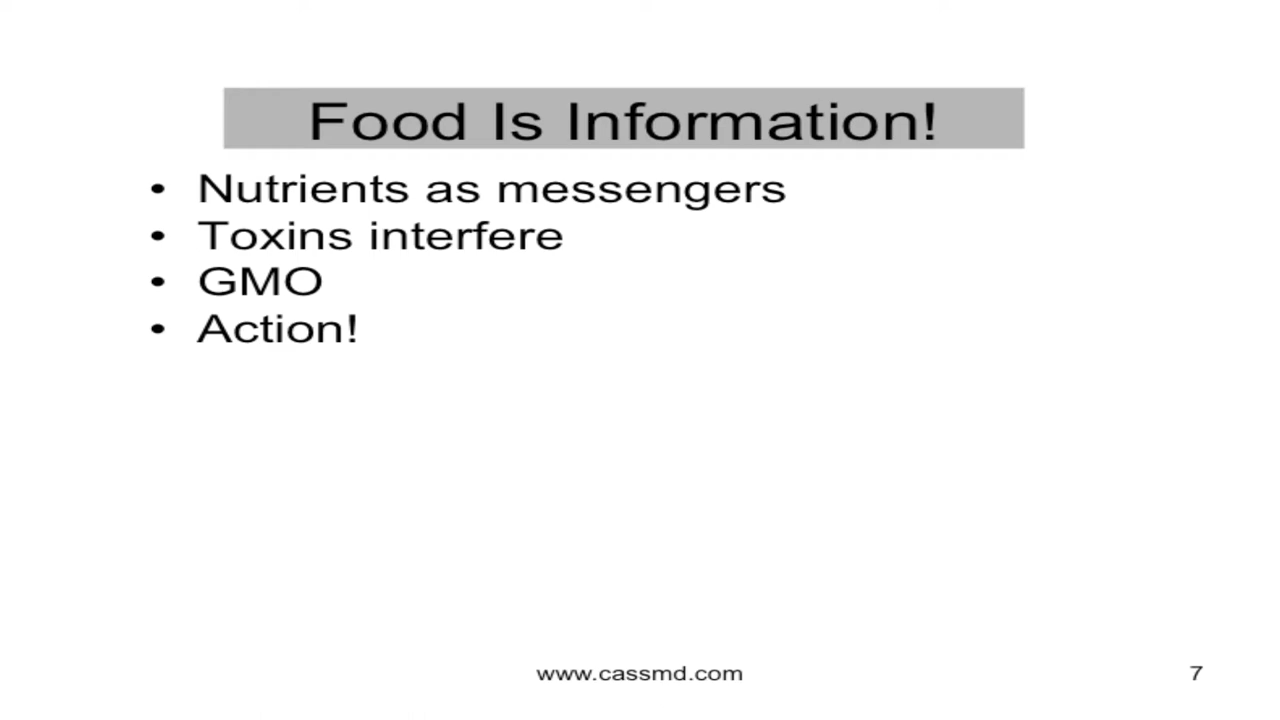 Food Is Information!
• Nutrients as messengers
• Toxins interfere
• GMO
• Action!
www.cassmd.com
7